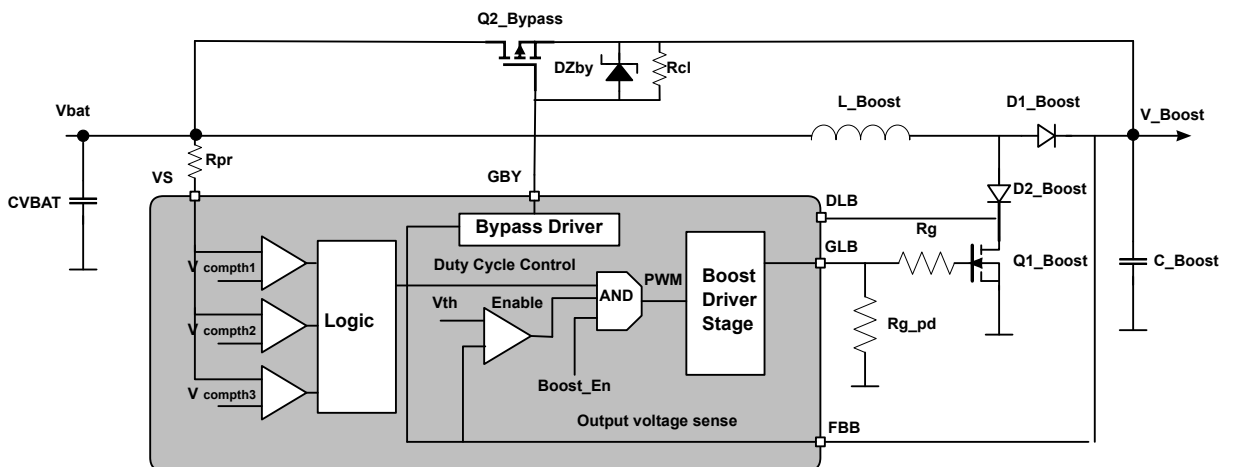 Q2_Bypass
DZby
Rcl
Vbat
L_Boost
D1_Boost
V_Boost
Rpr
VS
GBY
CVBAT
DLB
D2_Boost
Bypass Driver
Rg
GLB
V compth1
Duty Cycle Control
Q1_Boost
C_Boost
Boost Driver Stage
Vth
Enable
AND
PWM
Logic
V compth2
Rg_pd
Boost_En
V compth3
Output voltage sense
FBB